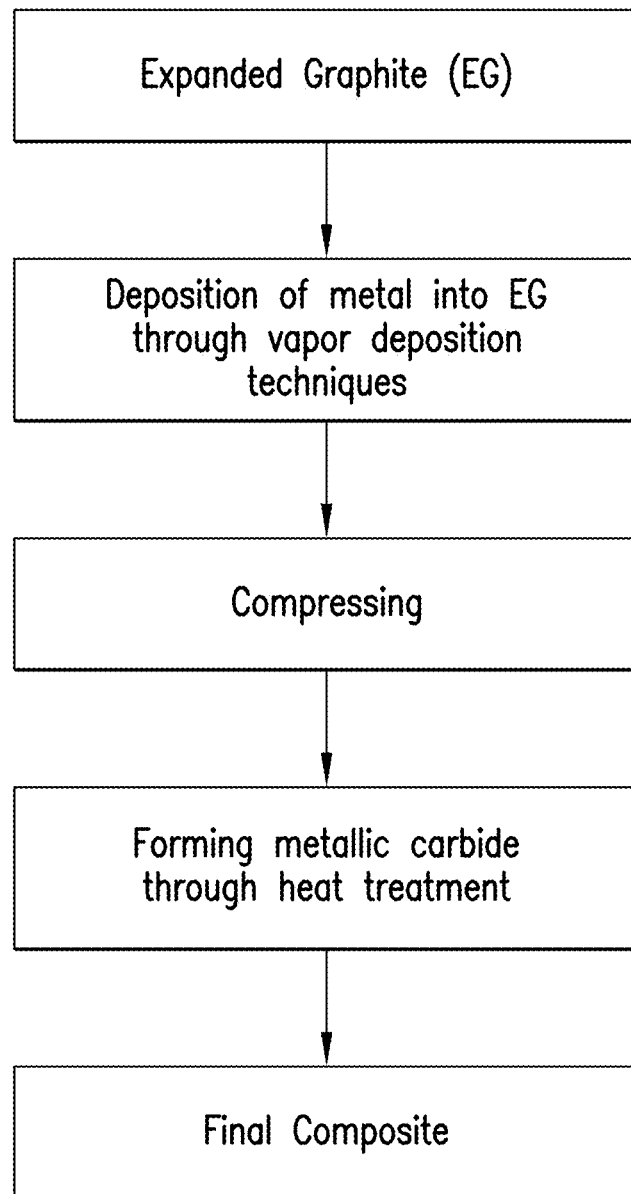 Expanded Graphite (EG)
Deposition of metal into EG
through vapor deposition
techniques
Compressing
Forming metallic carbide
through heat treatment
Final Composite